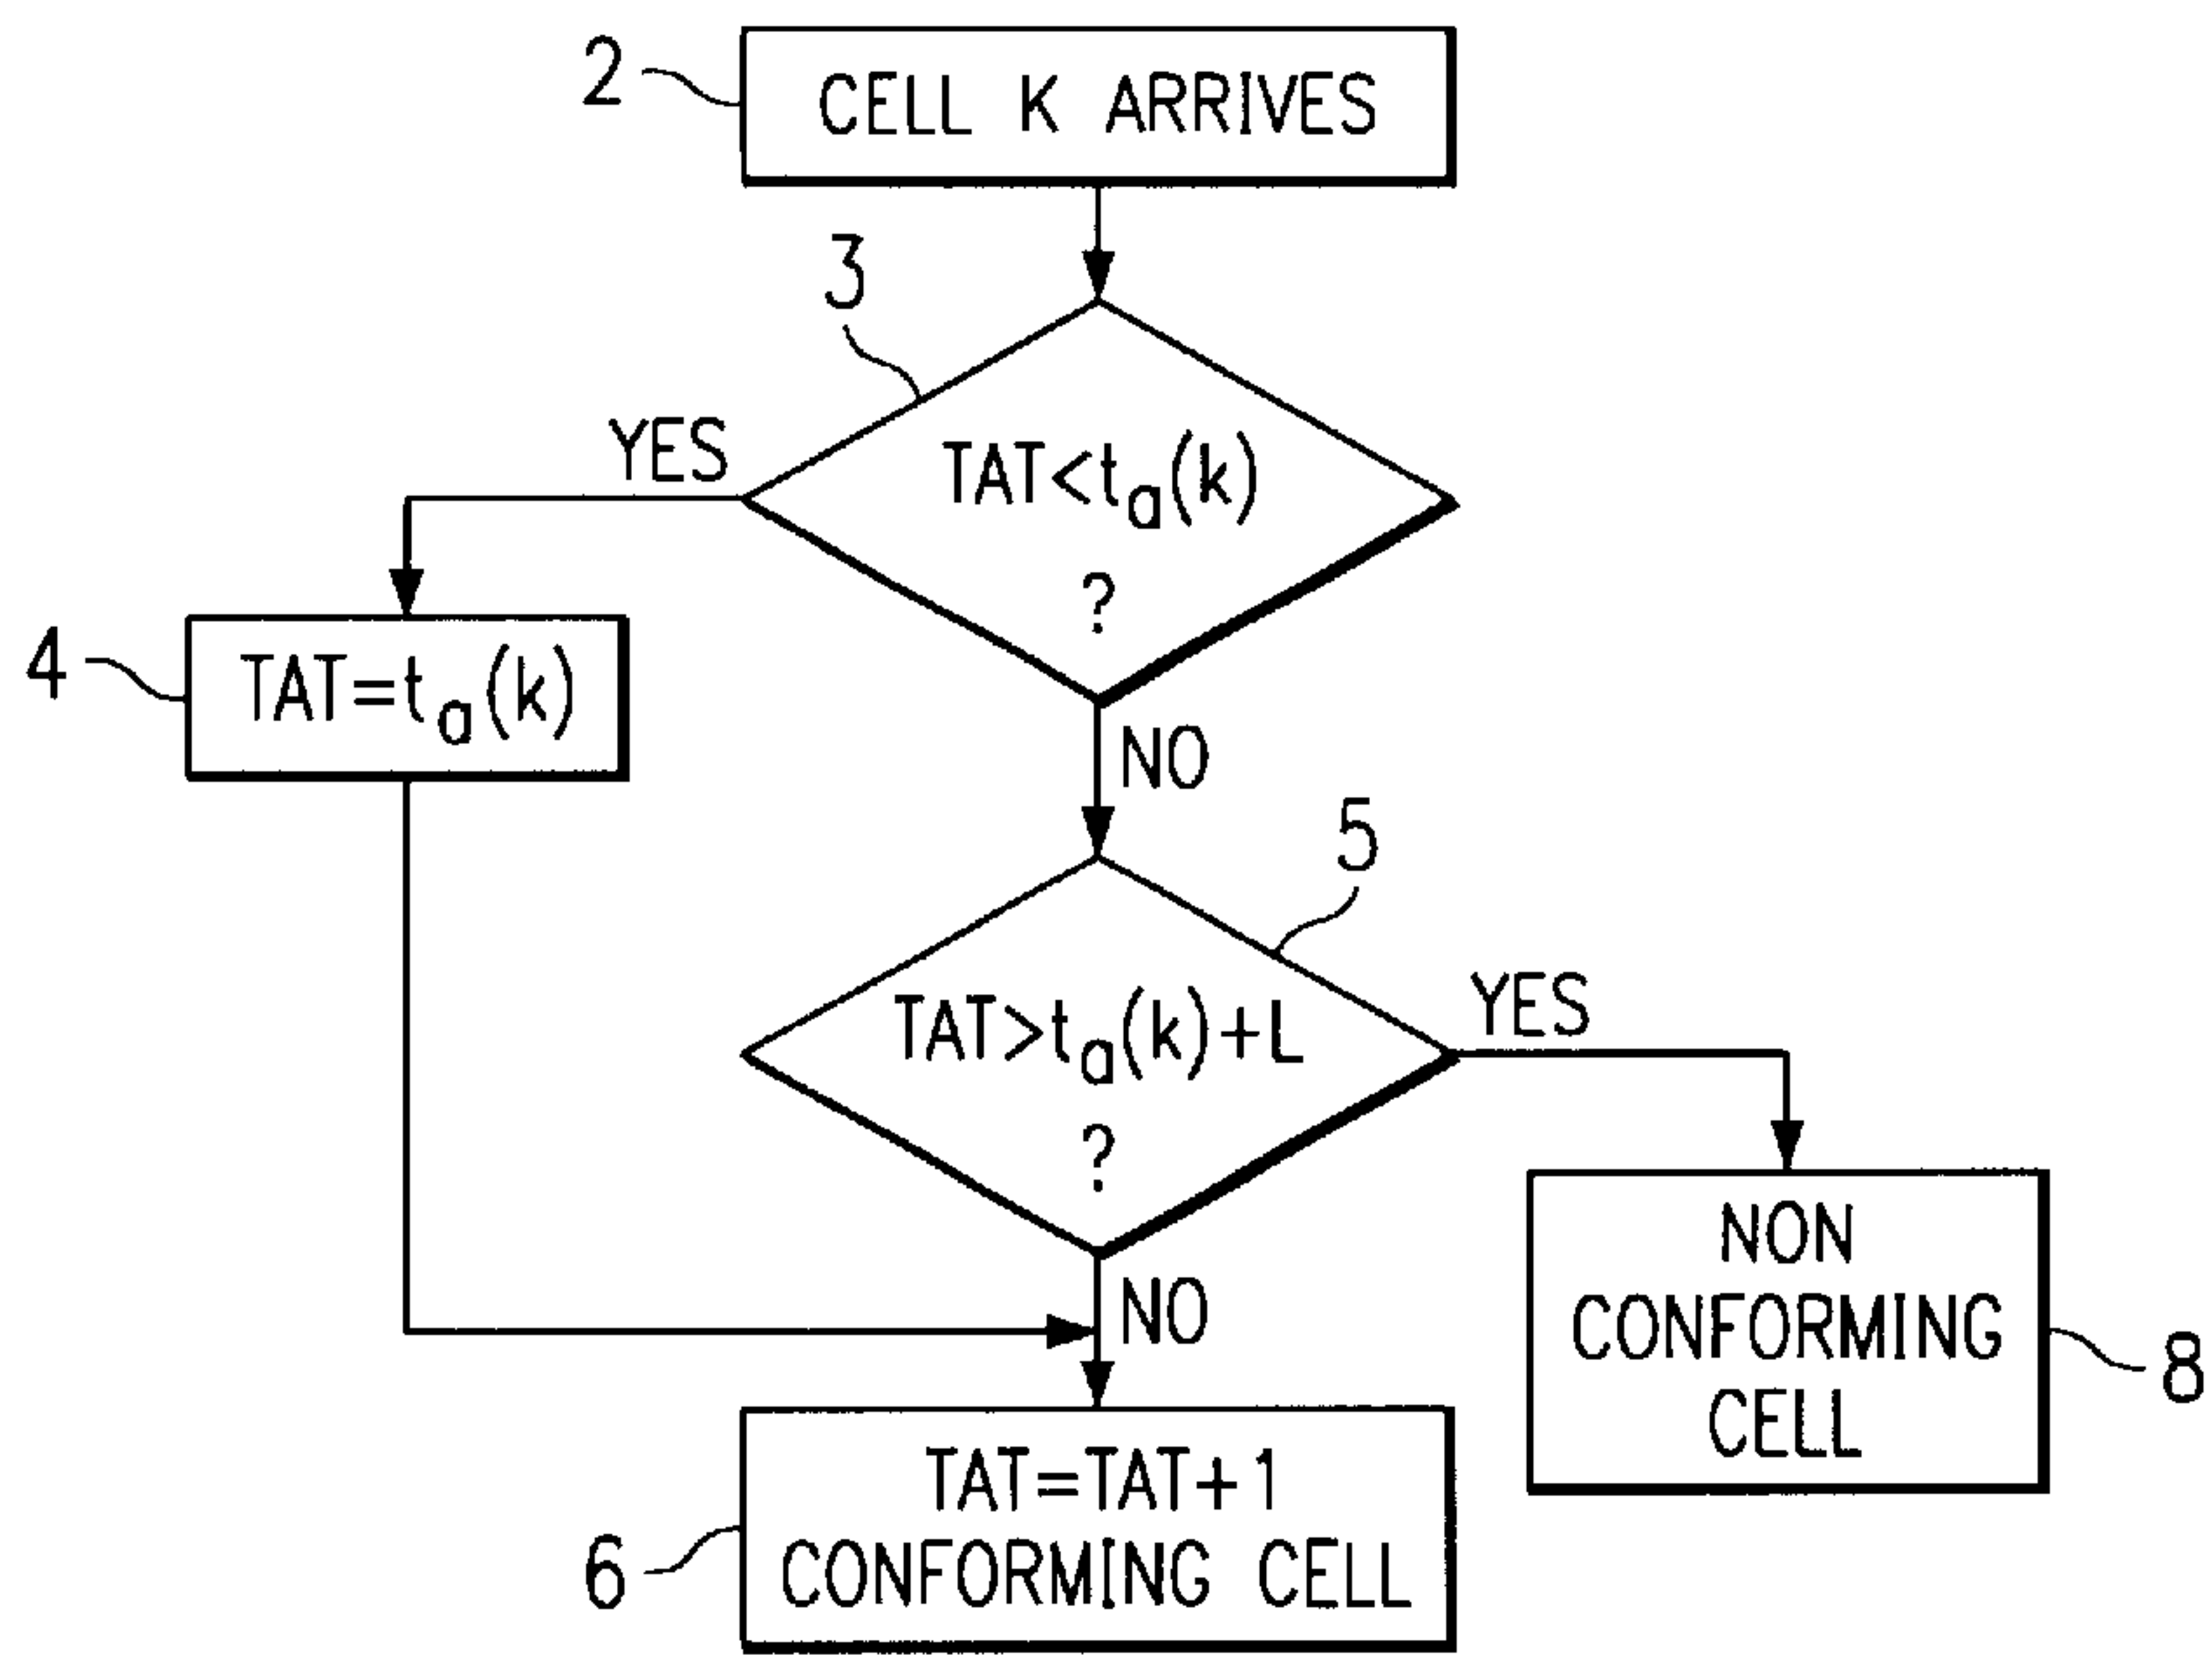 2
CELL K ARRIVES
3
YES
TAT<ta(k)
?
4
TAT=ta(k)
NO
5
TAT>ta(k)+L
?
YES
NO
NON
CONFORMING
CELL
8
TAT=TAT+1
6
CONFORMING CELL